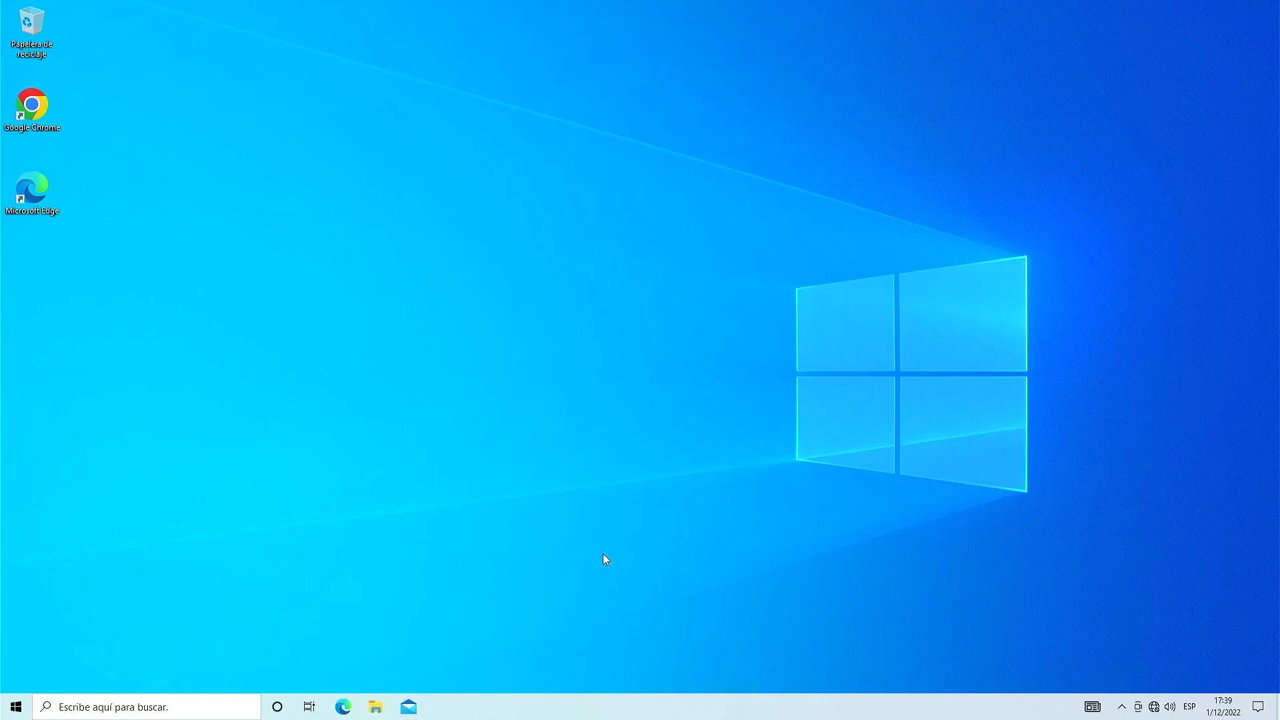 Papelera de
reciclaje
Google Chrome
Microsoft Edge
Escribe aquí para buscar.
ESP
17:39
1/12/2022